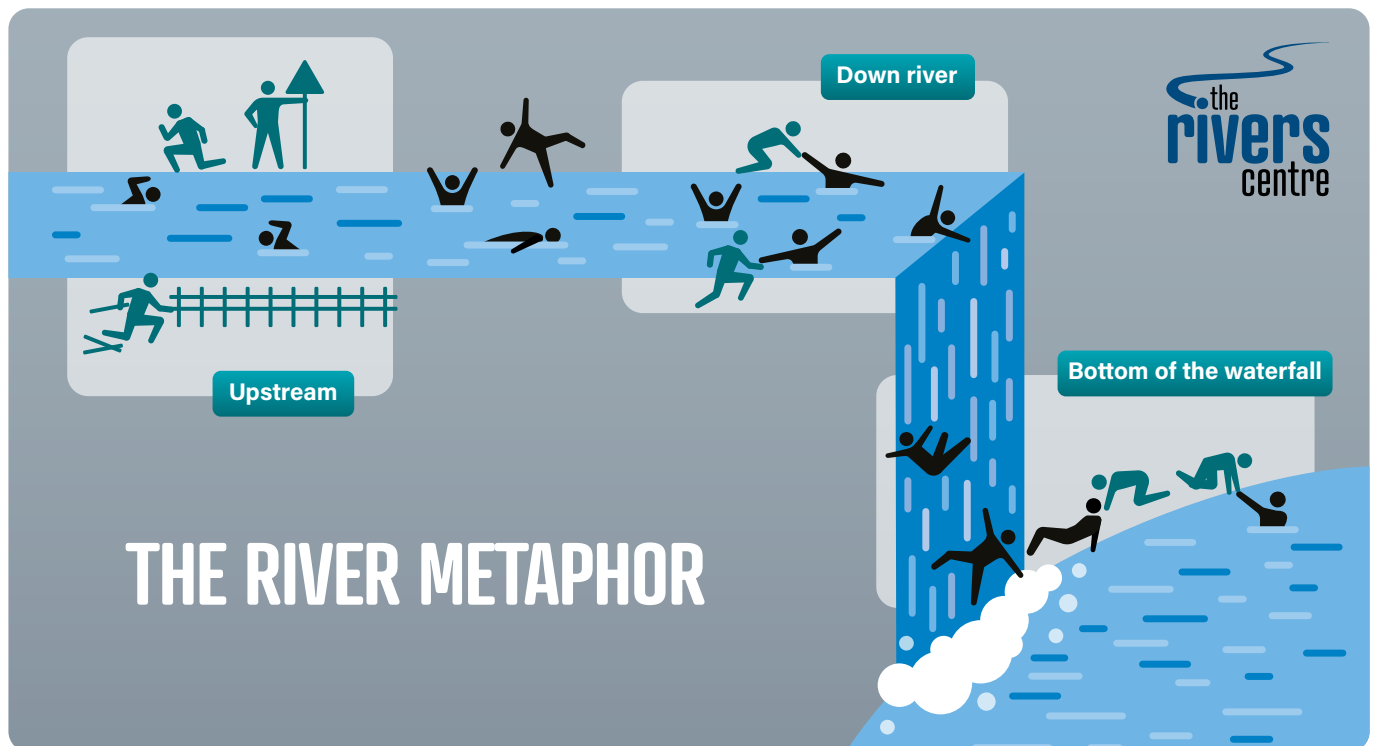 Down river
the
rivers
centre
Upstream
Bottom of the waterfall
THE RIVER METAPHOR